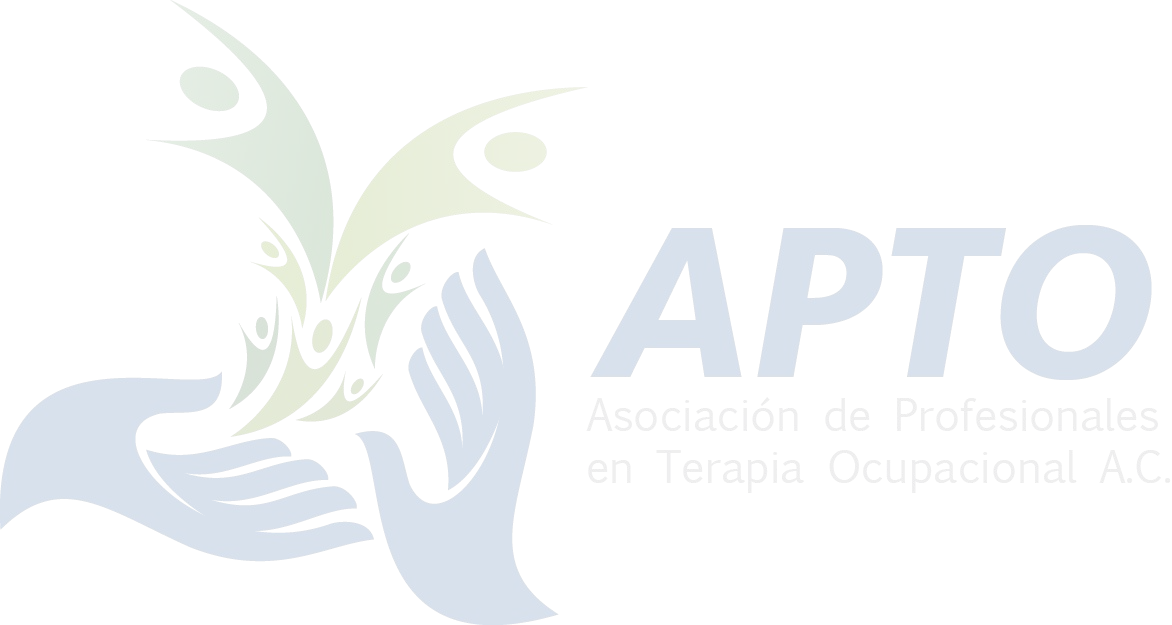 APTO
Asociación de Profesionales
en Terapia Ocupacional A.C.